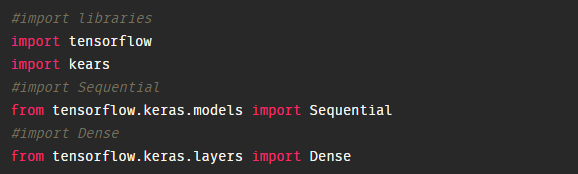 #import libraries
import tensorflow
import kears
#import Sequential
from tensorflow.keras.models import Sequential
#import Dense
from tensorflow.keras.layers import Dense